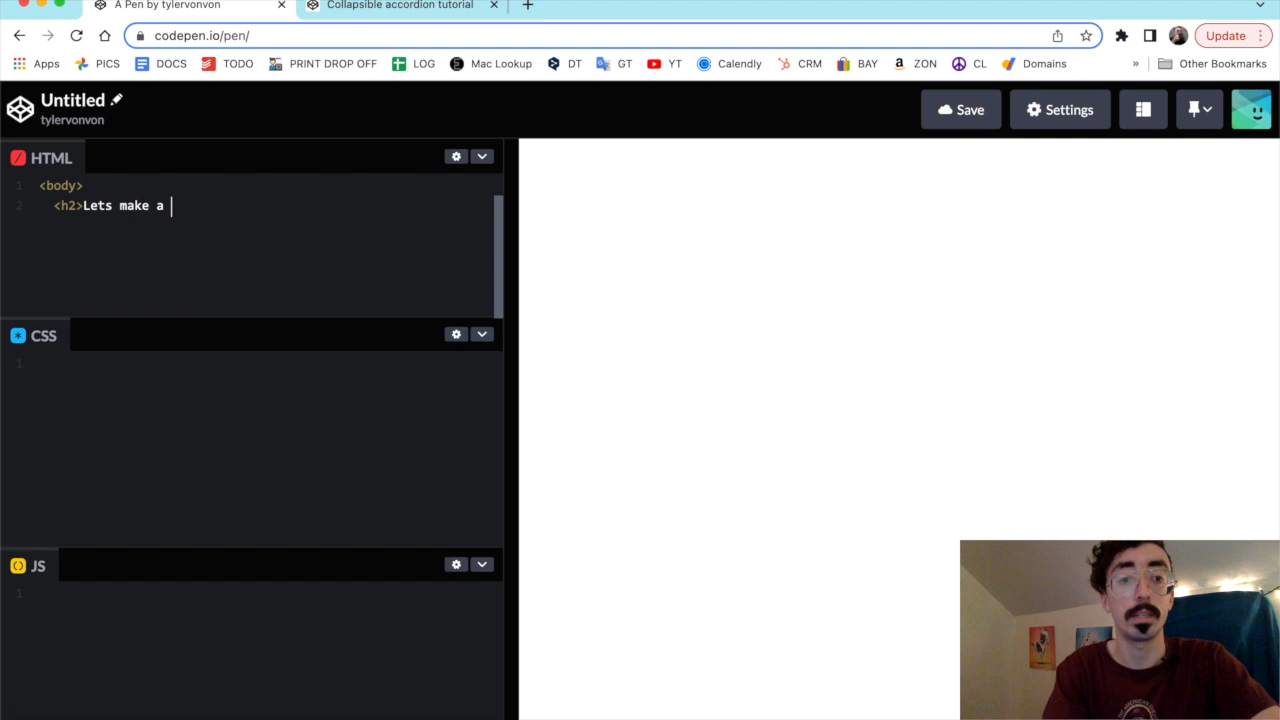 A Pen by tylervonvon
Collapsible accordion tutorial
codepen.io/pen/
Update
Apps PICS DOCS TODO PRINT DROP OFF LOG Mac Lookup DT GT YT Calendly CRM BAY ZON CL Domains » Other Bookmarks
Untitled
tylervonvon
Save Settings
HTML
1 <body>
2 <h2>Lets make a
CSS
1
JS
1